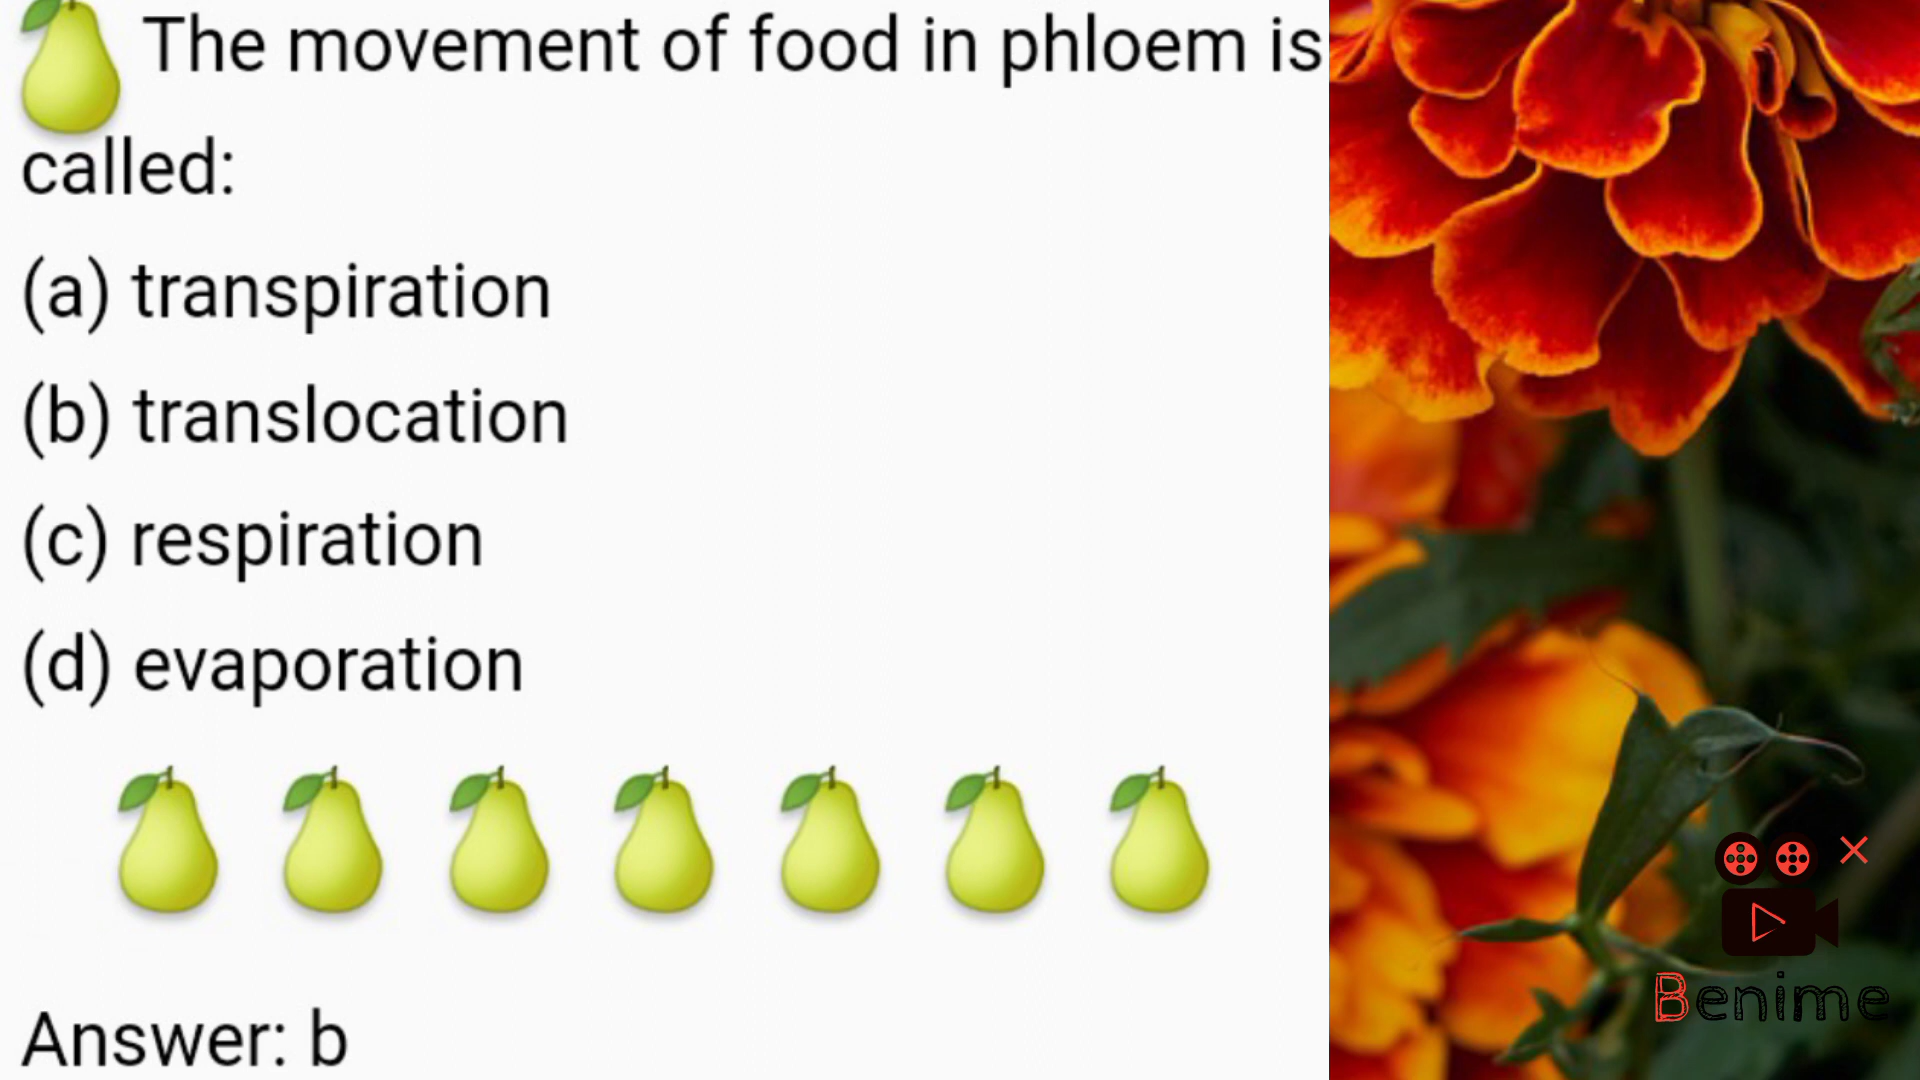 The movement of food in phloem is
called:
(a) transpiration
(b) translocation
(c) respiration
(d) evaporation
Answer: b
Benime